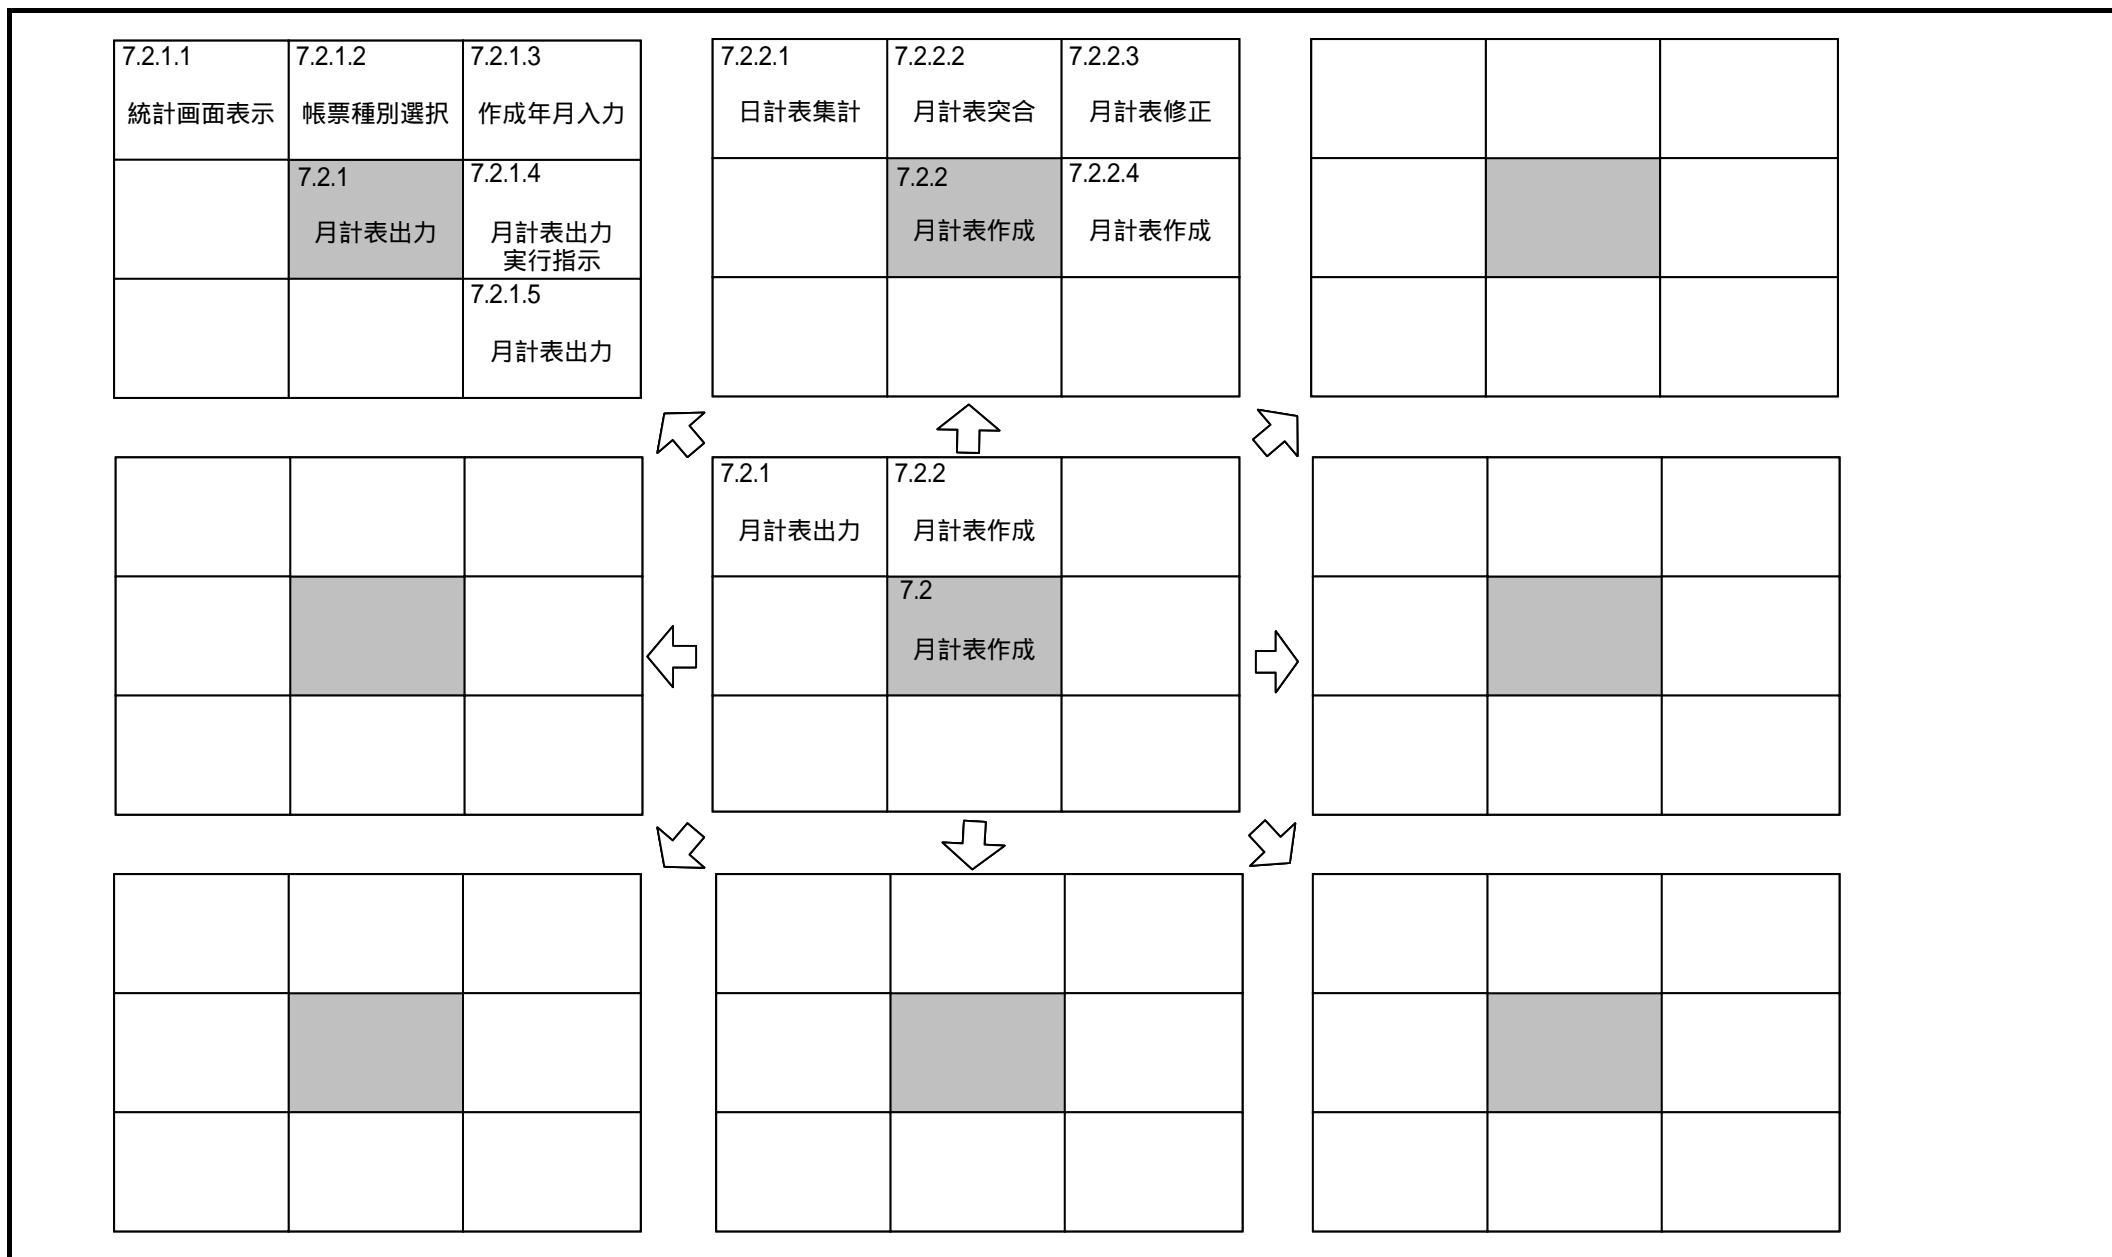 7.2.1.1
統計画面表示
7.2.1.2
帳票種別選択
7.2.1.3
作成年月入力
7.2.1
月計表出力
7.2.1.4
月計表出力
実行指示
7.2.1.5
月計表出力
7.2.2.1
日計表集計
7.2.2.2
月計表突合
7.2.2.3
月計表修正
7.2.2
月計表作成
7.2.2.4
月計表作成
7.2.1
月計表出力
7.2.2
月計表作成
7.2
月計表作成